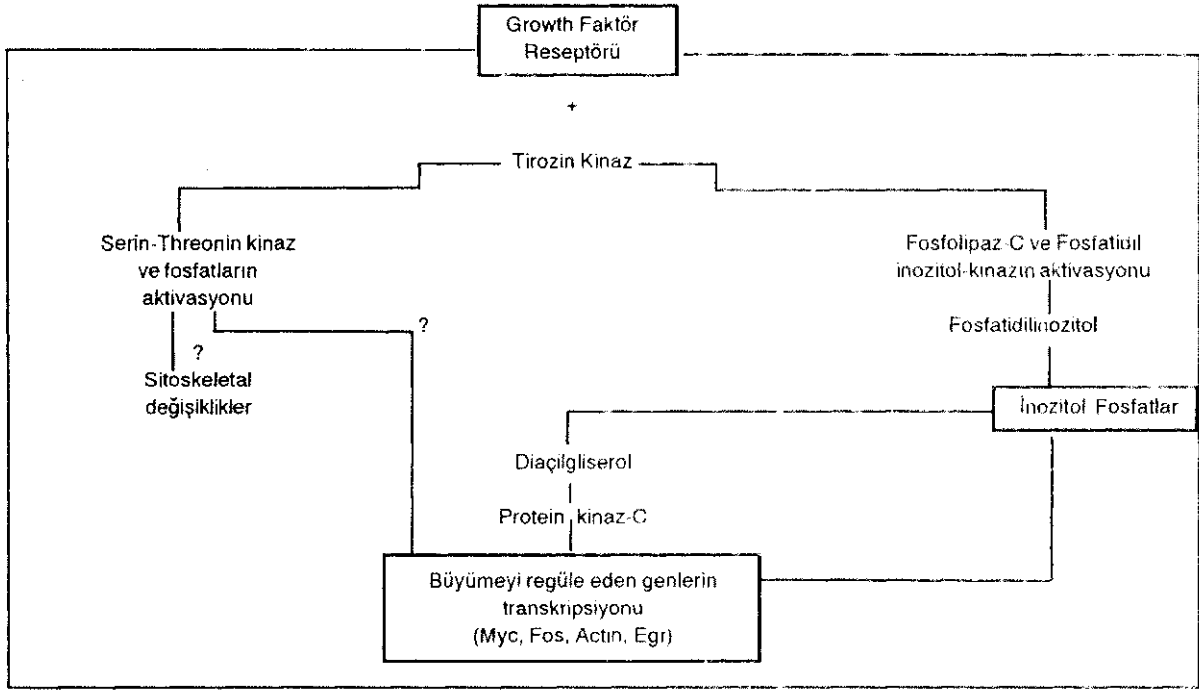 Growth Faktör
Reseptörü
+
Tirozin Kinaz
Serin-Threonin kinaz
ve fosfatların
aktivasyonu
Fosfolipaz-C ve Fosfatidil
inozitol-kinazın aktivasyonu
?
Fosfatidilinozitol
?
Sitoskeletal
değişiklikler
İnozitol Fosfatlar
Diaçilgliserol
Protein kinaz-C
Büyümeyi regüle eden genlerin
transkripsiyonu
(Myc, Fos, Actın, Egr)